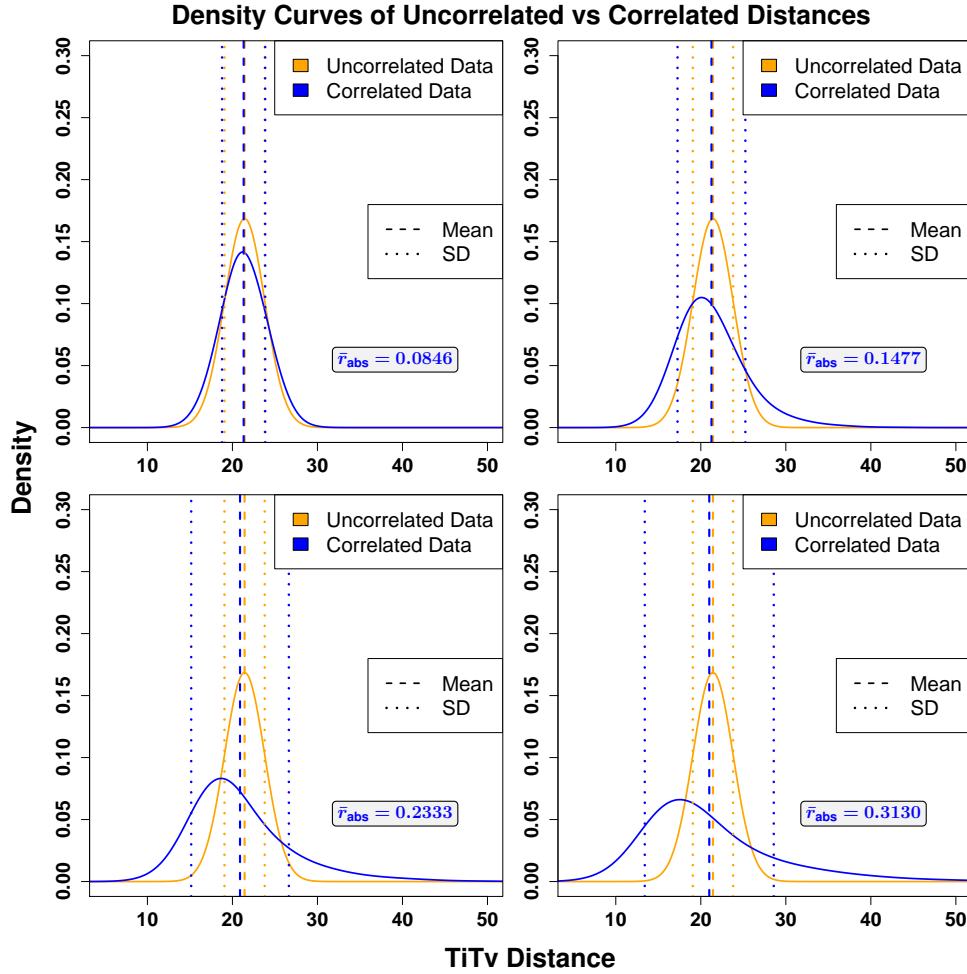 Density Curves of Uncorrelated vs Correlated Distances
Density
0.00 0.05 0.10 0.15 0.20 0.25 0.30
Uncorrelated Data
Correlated Data
Mean
SD
r̄abs = 0.0846
10 20 30 40 50
0.00 0.05 0.10 0.15 0.20 0.25 0.30
Uncorrelated Data
Correlated Data
Mean
SD
r̄abs = 0.1477
10 20 30 40 50
0.00 0.05 0.10 0.15 0.20 0.25 0.30
Uncorrelated Data
Correlated Data
Mean
SD
r̄abs = 0.2333
10 20 30 40 50
0.00 0.05 0.10 0.15 0.20 0.25 0.30
Uncorrelated Data
Correlated Data
Mean
SD
r̄abs = 0.3130
10 20 30 40 50
TiTv Distance